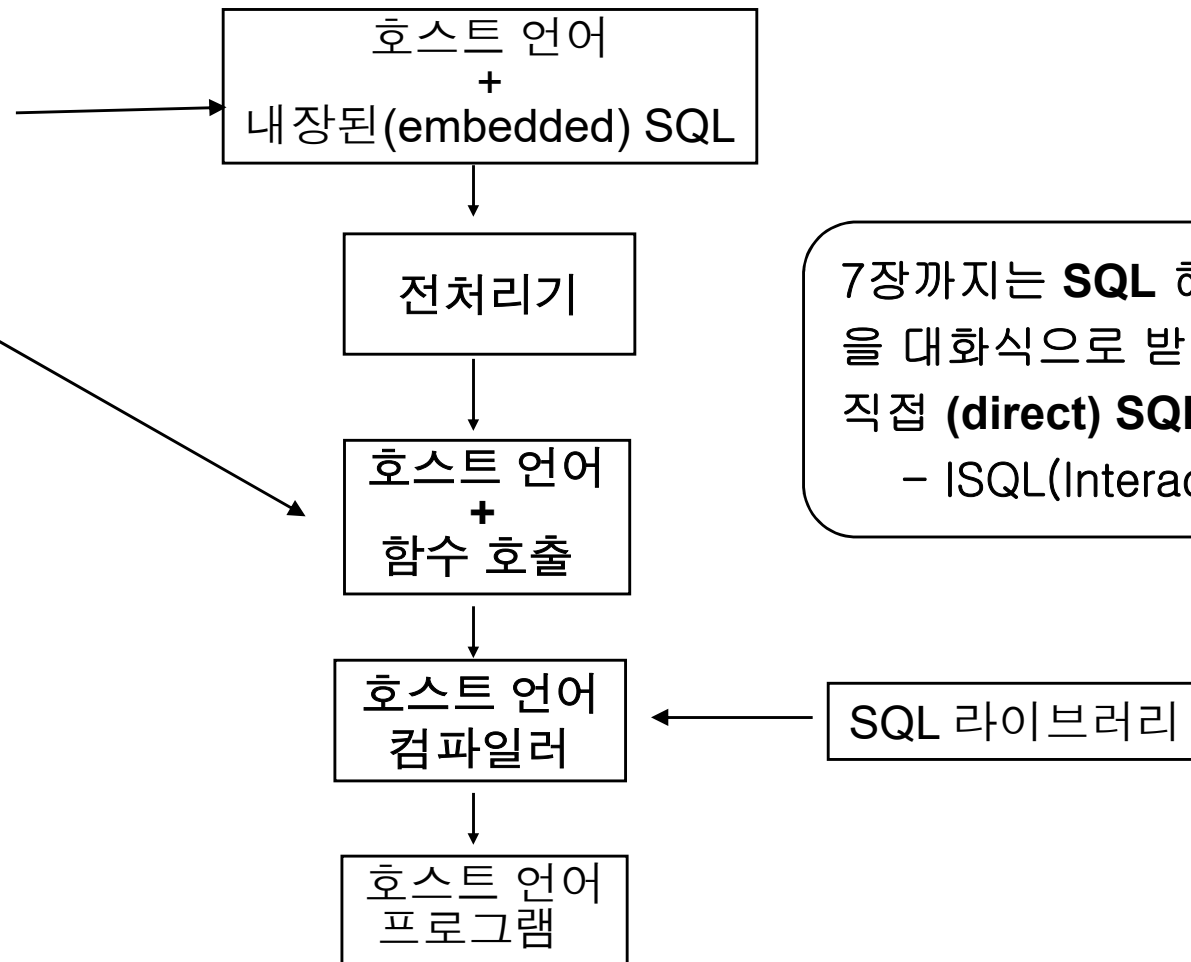 호스트 언어
+
내장된(embedded) SQL
전처리기
7장까지는 SQL
을 대화식으로 받
직접 (direct) SQL
– ISQL(Interac
호스트 언어
+
함수 호출
호스트 언어
컴파일러
SQL 라이브러리
호스트 언어
프로그램